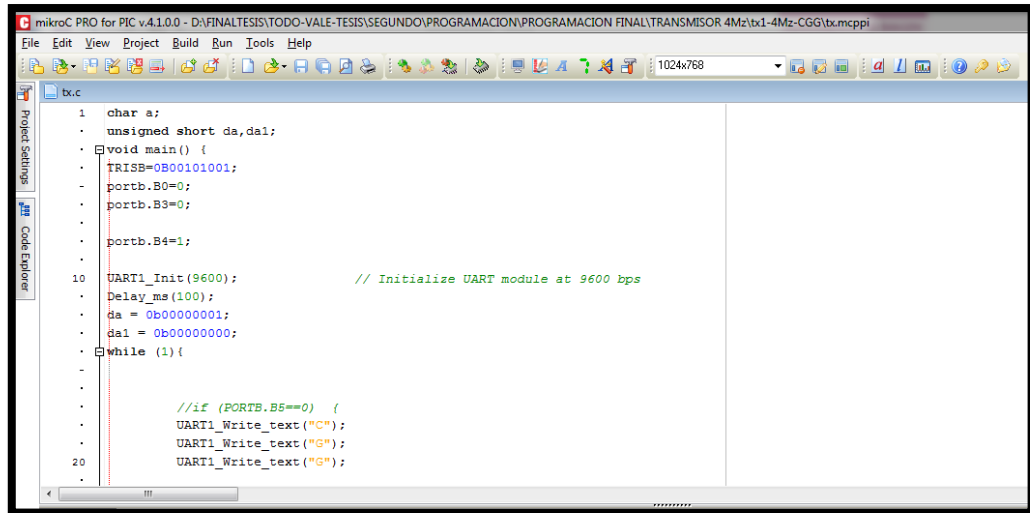 mikroC PRO for PIC v.4.1.0.0 - D:\FINALTESIS\TODO-VALE-TESIS\SEGUNDO\PROGRAMACION\PROGRAMACION FINAL\TRANSMISOR 4Mz\tx1-4Mz-CGG\tx.mcppi
File Edit View Project Build Run Tools Help
1024x768
tx.c
Project Settings
Code Explorer
1 char a;
unsigned short da,da1;
void main() {
TRISB=0B00101001;
portb.B0=0;
portb.B3=0;
portb.B4=1;
10 UART1_Init(9600); // Initialize UART module at 9600 bps
Delay_ms(100);
da = 0b00000001;
da1 = 0b00000000;
while (1){
//if (PORTB.B5==0) {
UART1_Write_text("C");
UART1_Write_text("G");
20 UART1_Write_text("G");